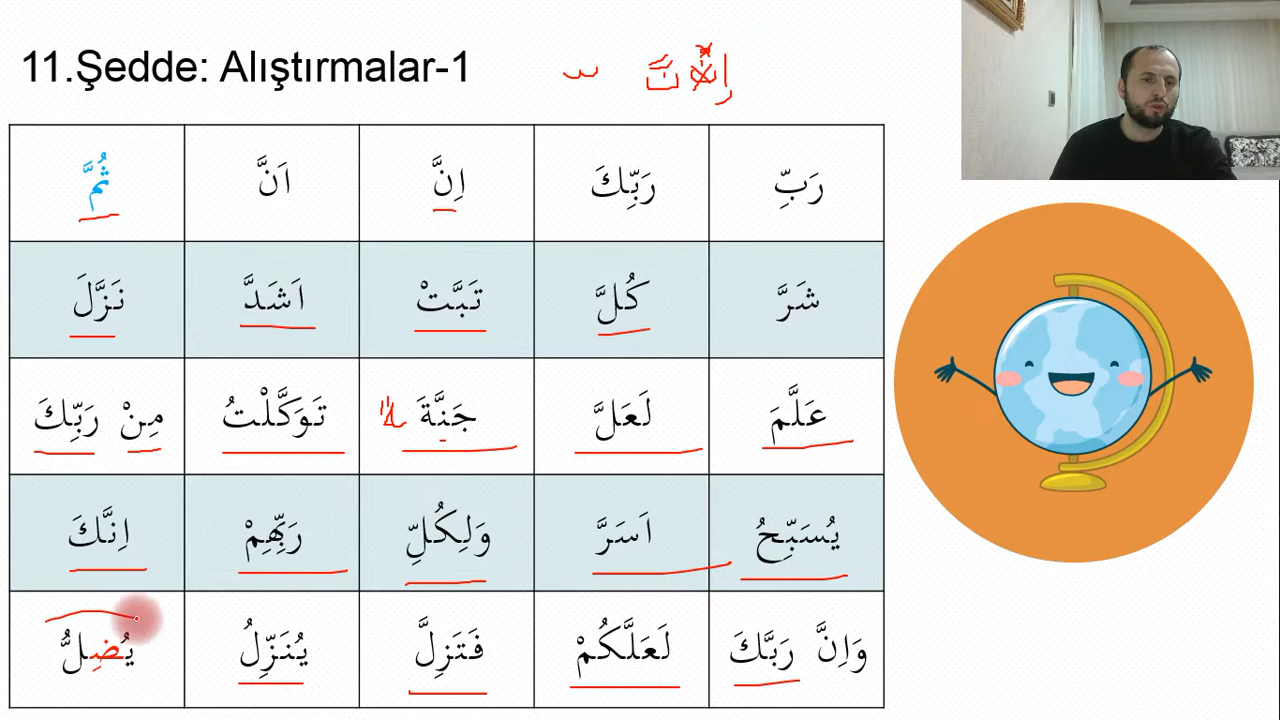 11.Şedde: Alıştırmalar-1
رَبِّ رَبِّكَ اِنَّ اَنَّ ثُمَّ
شَرَّ كُلَّ تَبَّتْ اَشَدَّ نَزَّلَ
عَلَّمَ لَعَلَّ جَنَّةَ تَوَكَّلْتُ مِنْ رَبِّكَ
يُسَبِّحُ اَسَرَّ وَلِكُلِّ رَبِّهِمْ اِنَّكَ
وَاِنَّ رَبَّكَ لَعَلَّكُمْ فَتَزِلَّ يُنَزِّلُ يُضِلُّ